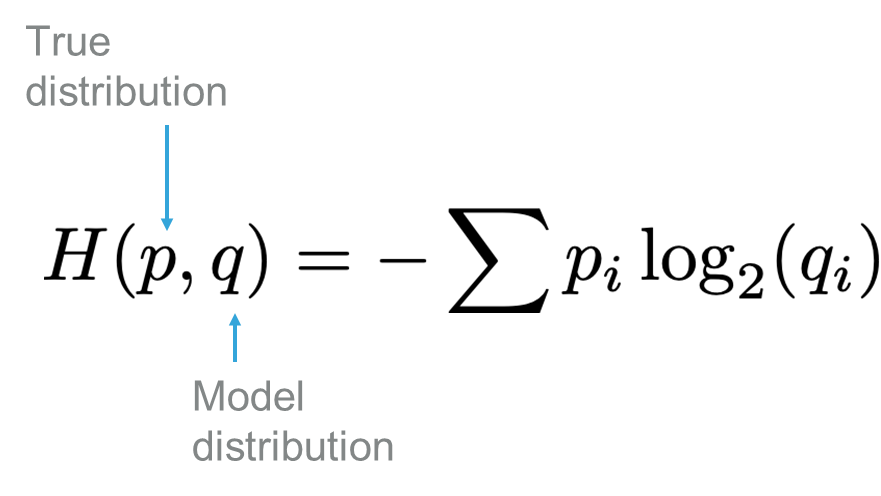 True
distribution
H(p, q) = − ∑ pᵢ log₂(qᵢ)
Model
distribution